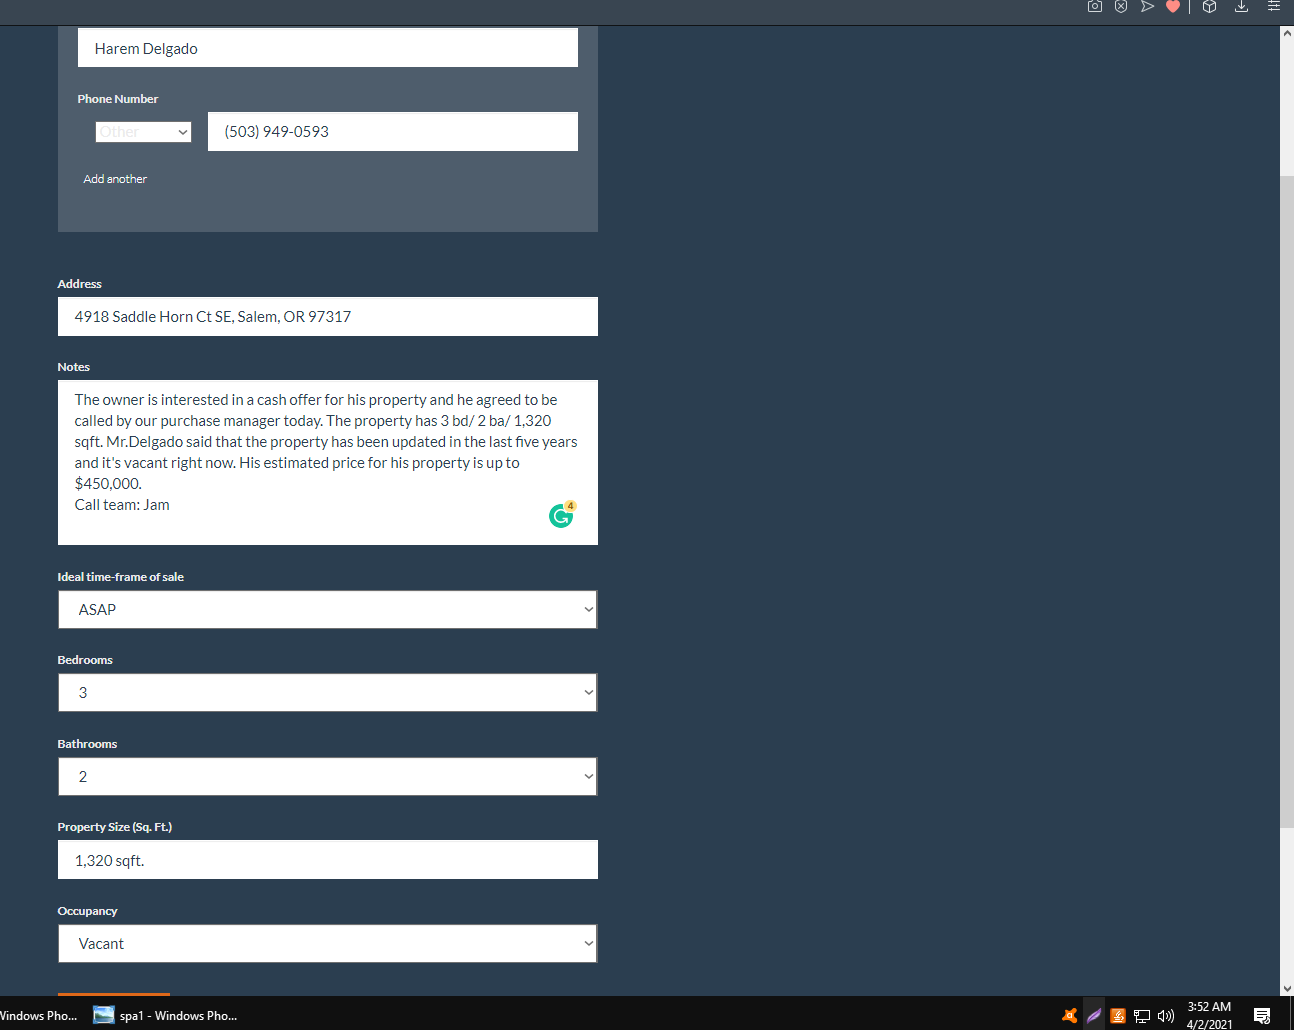 Harem Delgado
Phone Number
Other
(503) 949-0593
Add another
Address
4918 Saddle Horn Ct SE, Salem, OR 97317
Notes
The owner is interested in a cash offer for his property and he agreed to be
called by our purchase manager today. The property has 3 bd/ 2 ba/ 1,320
sqft. Mr.Delgado said that the property has been updated in the last five years
and it's vacant right now. His estimated price for his property is up to
$450,000.
Call team: Jam
4
Ideal time-frame of sale
ASAP
Bedrooms
3
Bathrooms
2
Property Size (Sq. Ft.)
1,320 sqft.
Occupancy
Vacant
Windows Pho...
spa1 - Windows Pho...
3:52 AM
4/2/2021